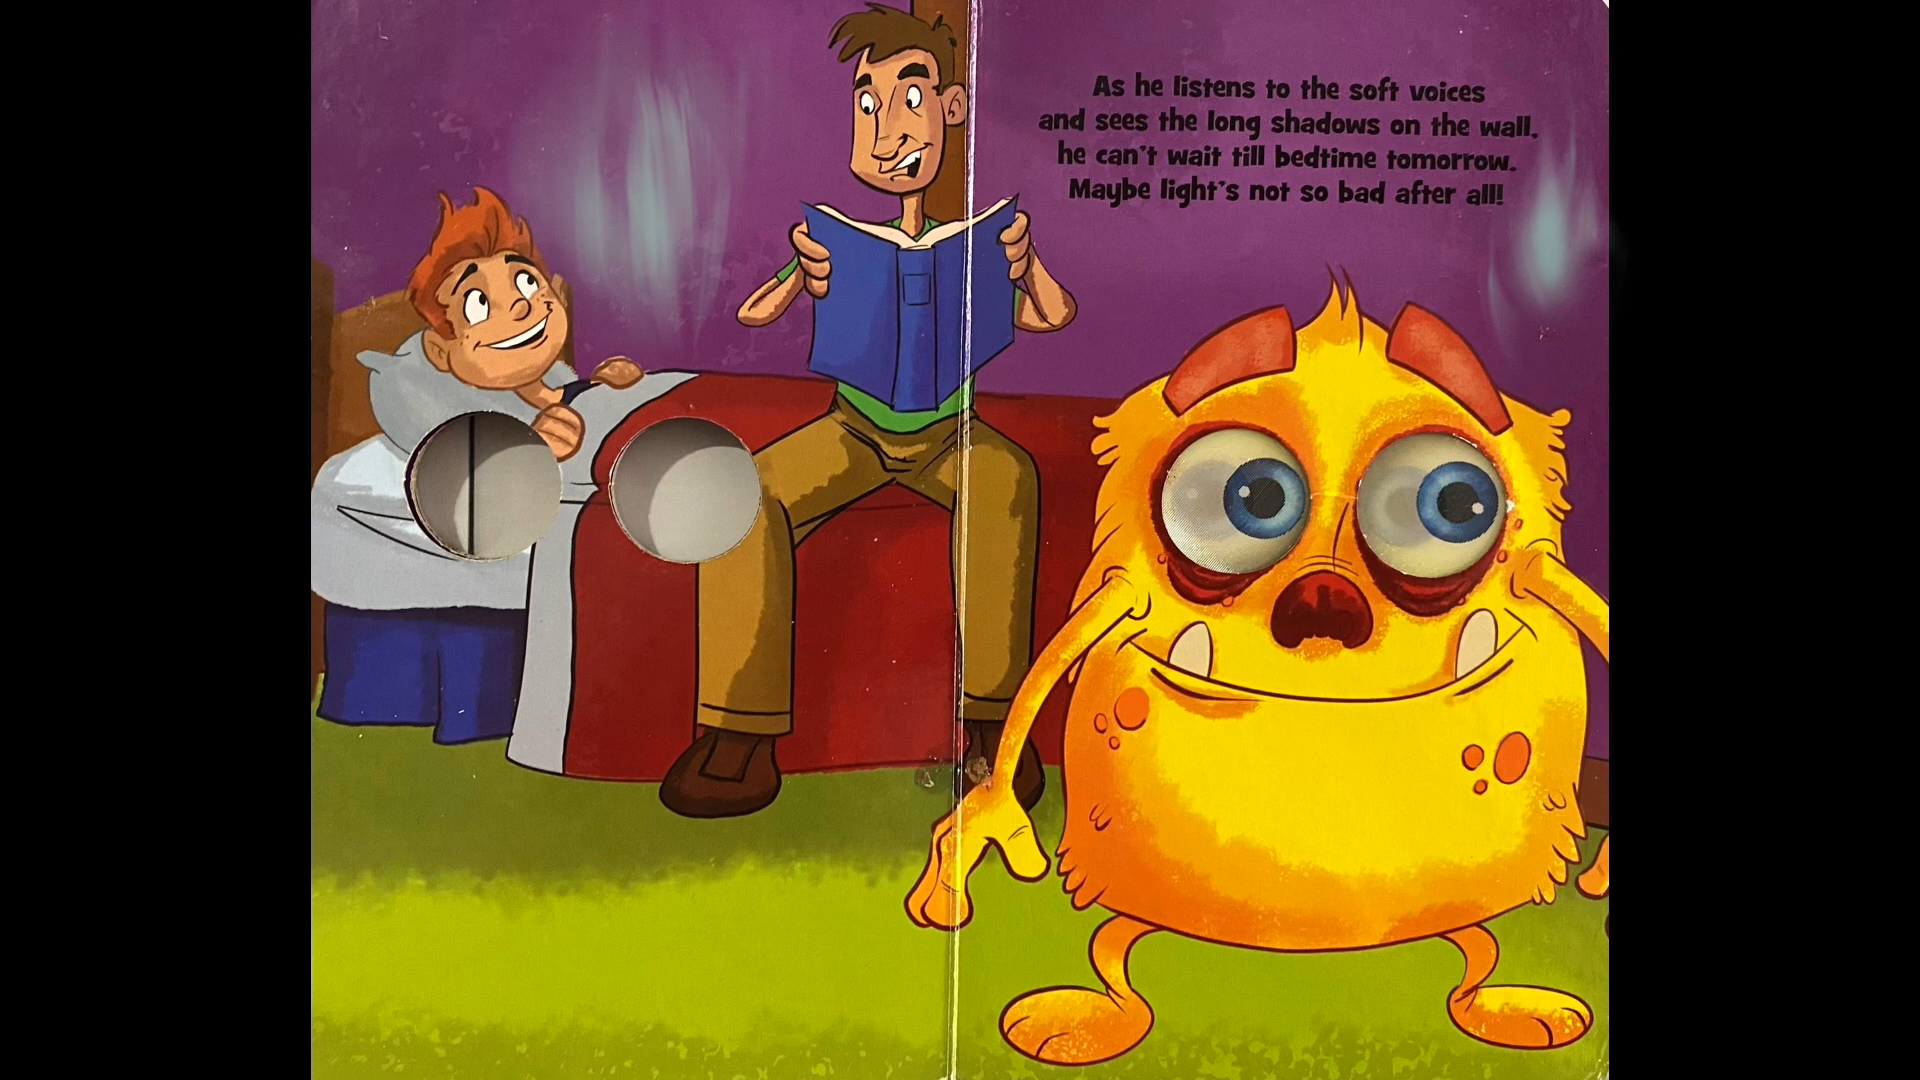 As he listens to the soft voices
and sees the long shadows on the wall,
he can't wait till bedtime tomorrow.
Maybe light's not so bad after all!